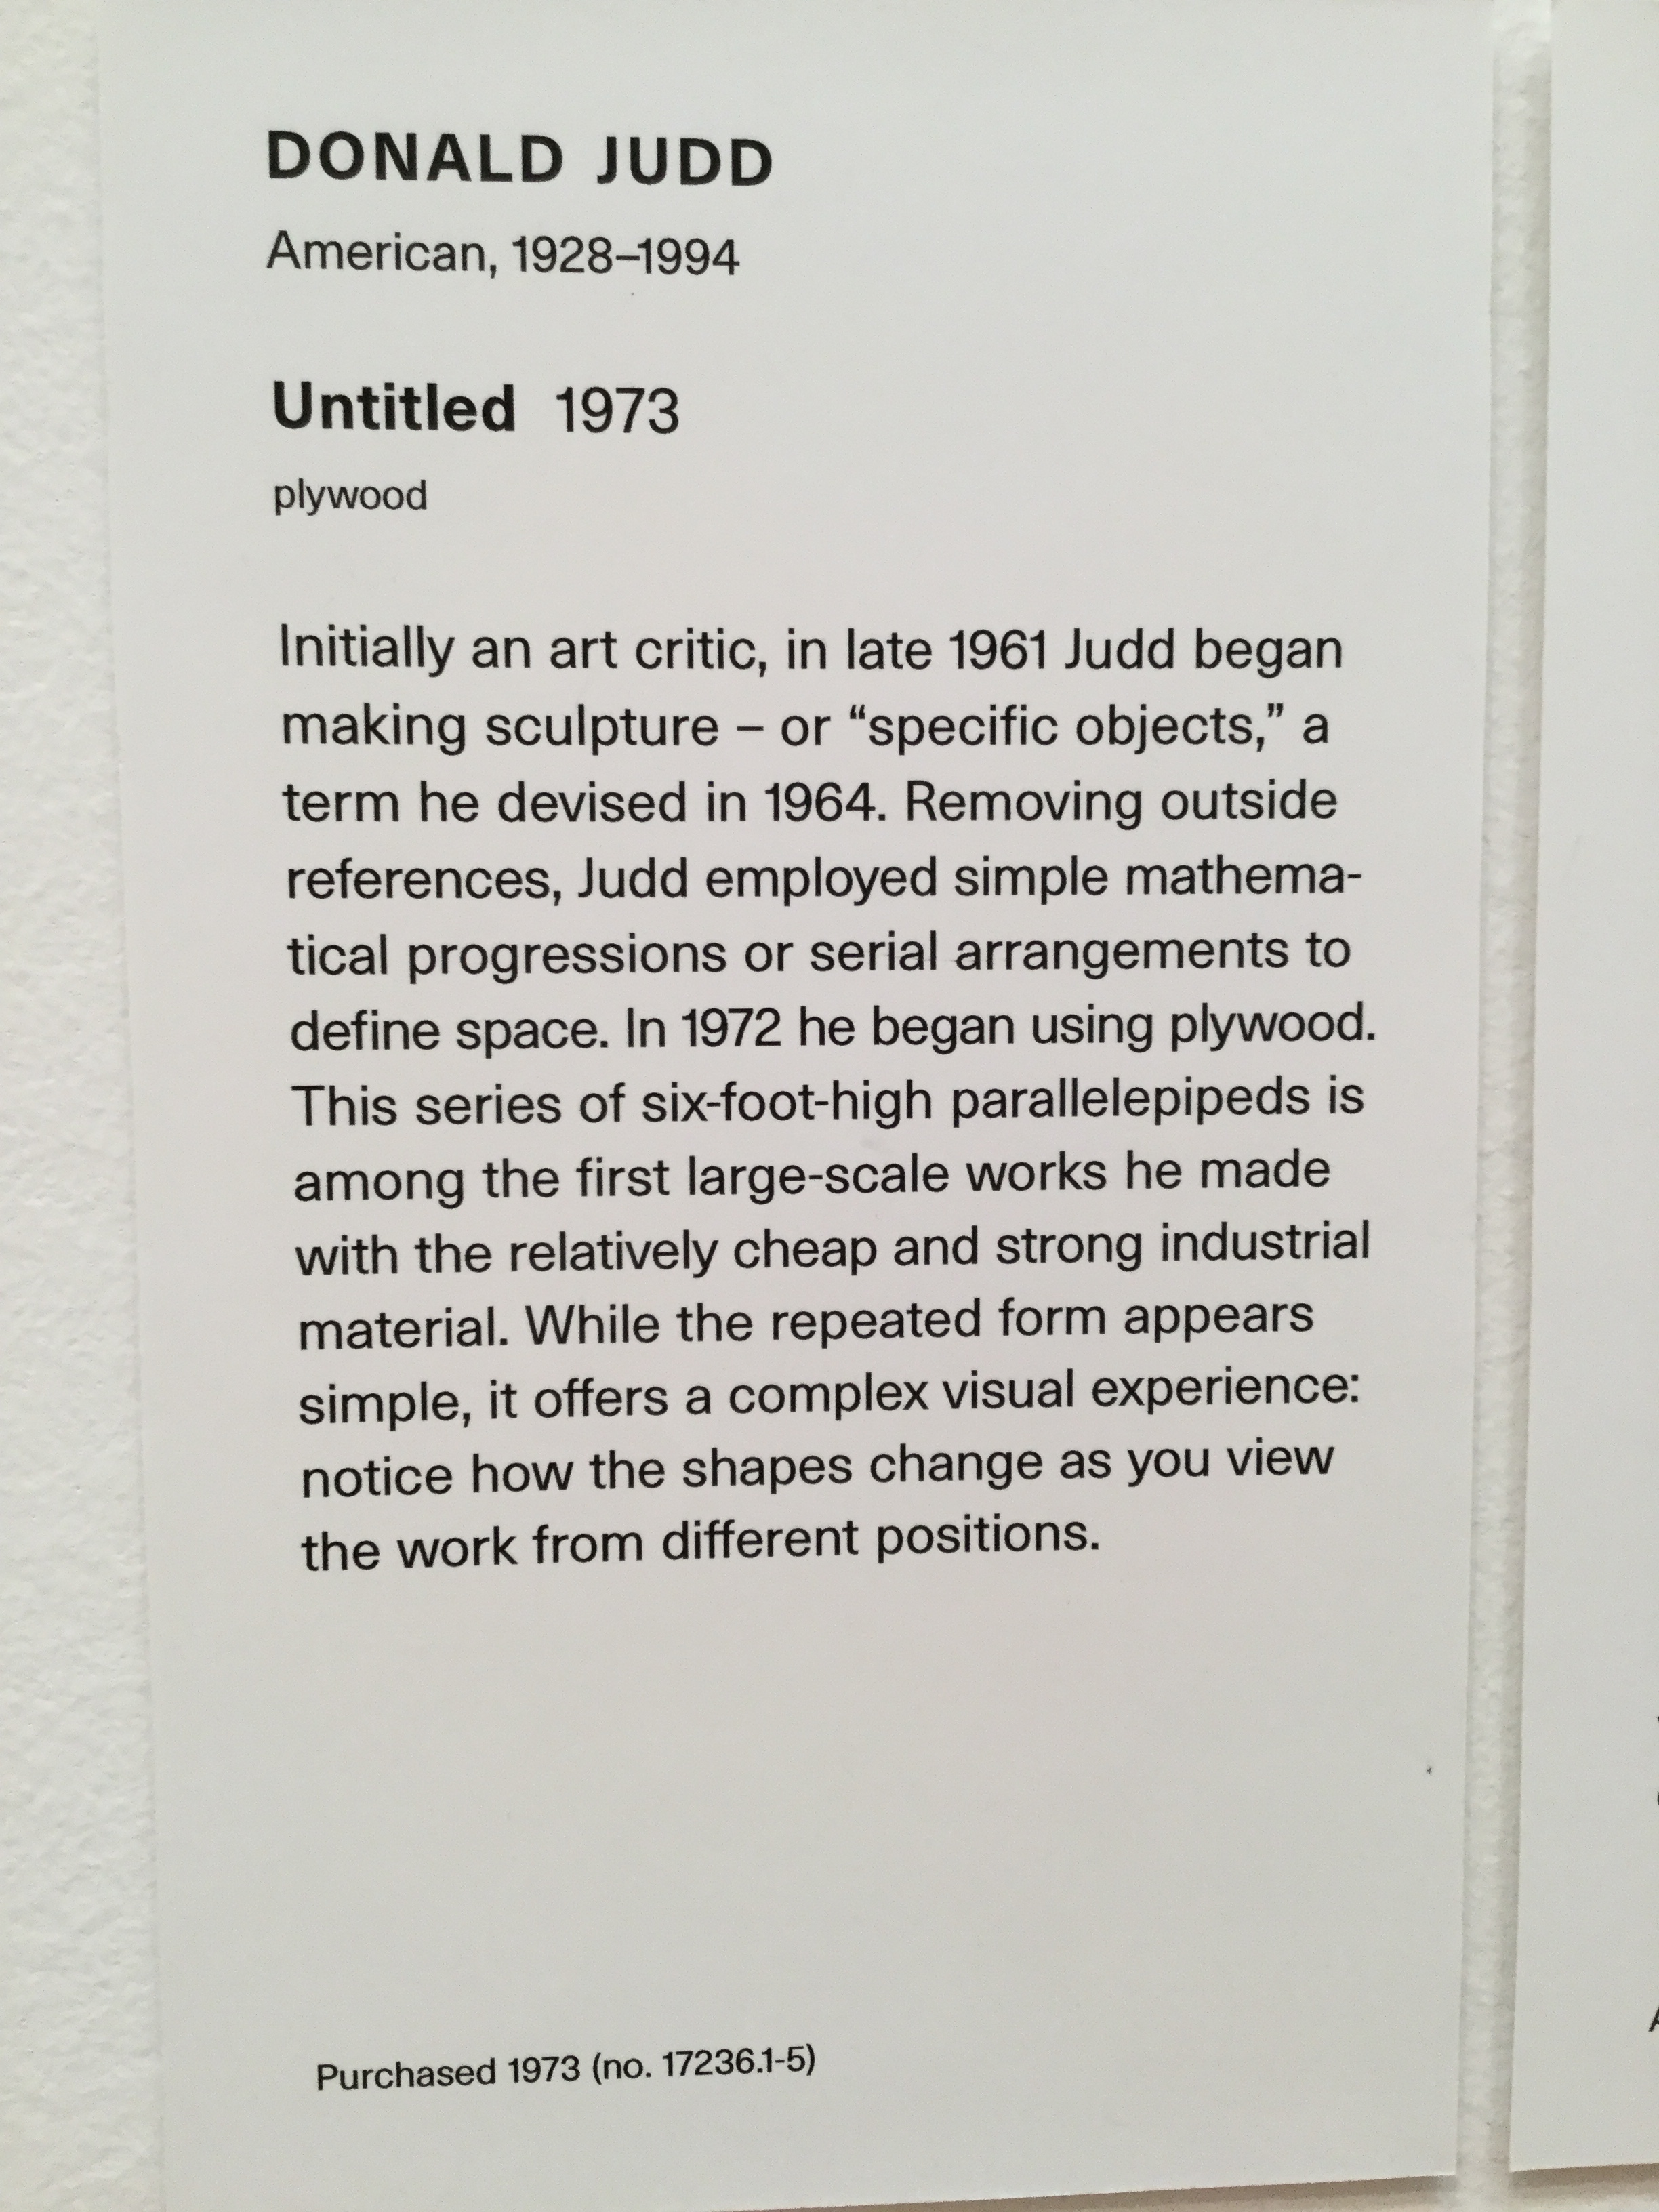 DONALD JUDD
American, 1928–1994
Untitled 1973
plywood
Initially an art critic, in late 1961 Judd began
making sculpture – or “specific objects,” a
term he devised in 1964. Removing outside
references, Judd employed simple mathema-
tical progressions or serial arrangements to
define space. In 1972 he began using plywood.
This series of six-foot-high parallelepipeds is
among the first large-scale works he made
with the relatively cheap and strong industrial
material. While the repeated form appears
simple, it offers a complex visual experience:
notice how the shapes change as you view
the work from different positions.
Purchased 1973 (no. 17236.1-5)